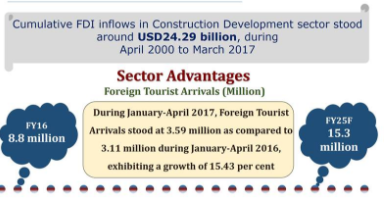 Cumulative FDI inflows in Construction Development sector stood
around USD24.29 billion, during
April 2000 to March 2017
Sector Advantages
Foreign Tourist Arrivals (Million)
FY16
8.8 million
During January-April 2017, Foreign Tourist
Arrivals stood at 3.59 million as compared to
3.11 million during January-April 2016,
exhibiting a growth of 15.43 per cent
FY25F
15.3
million